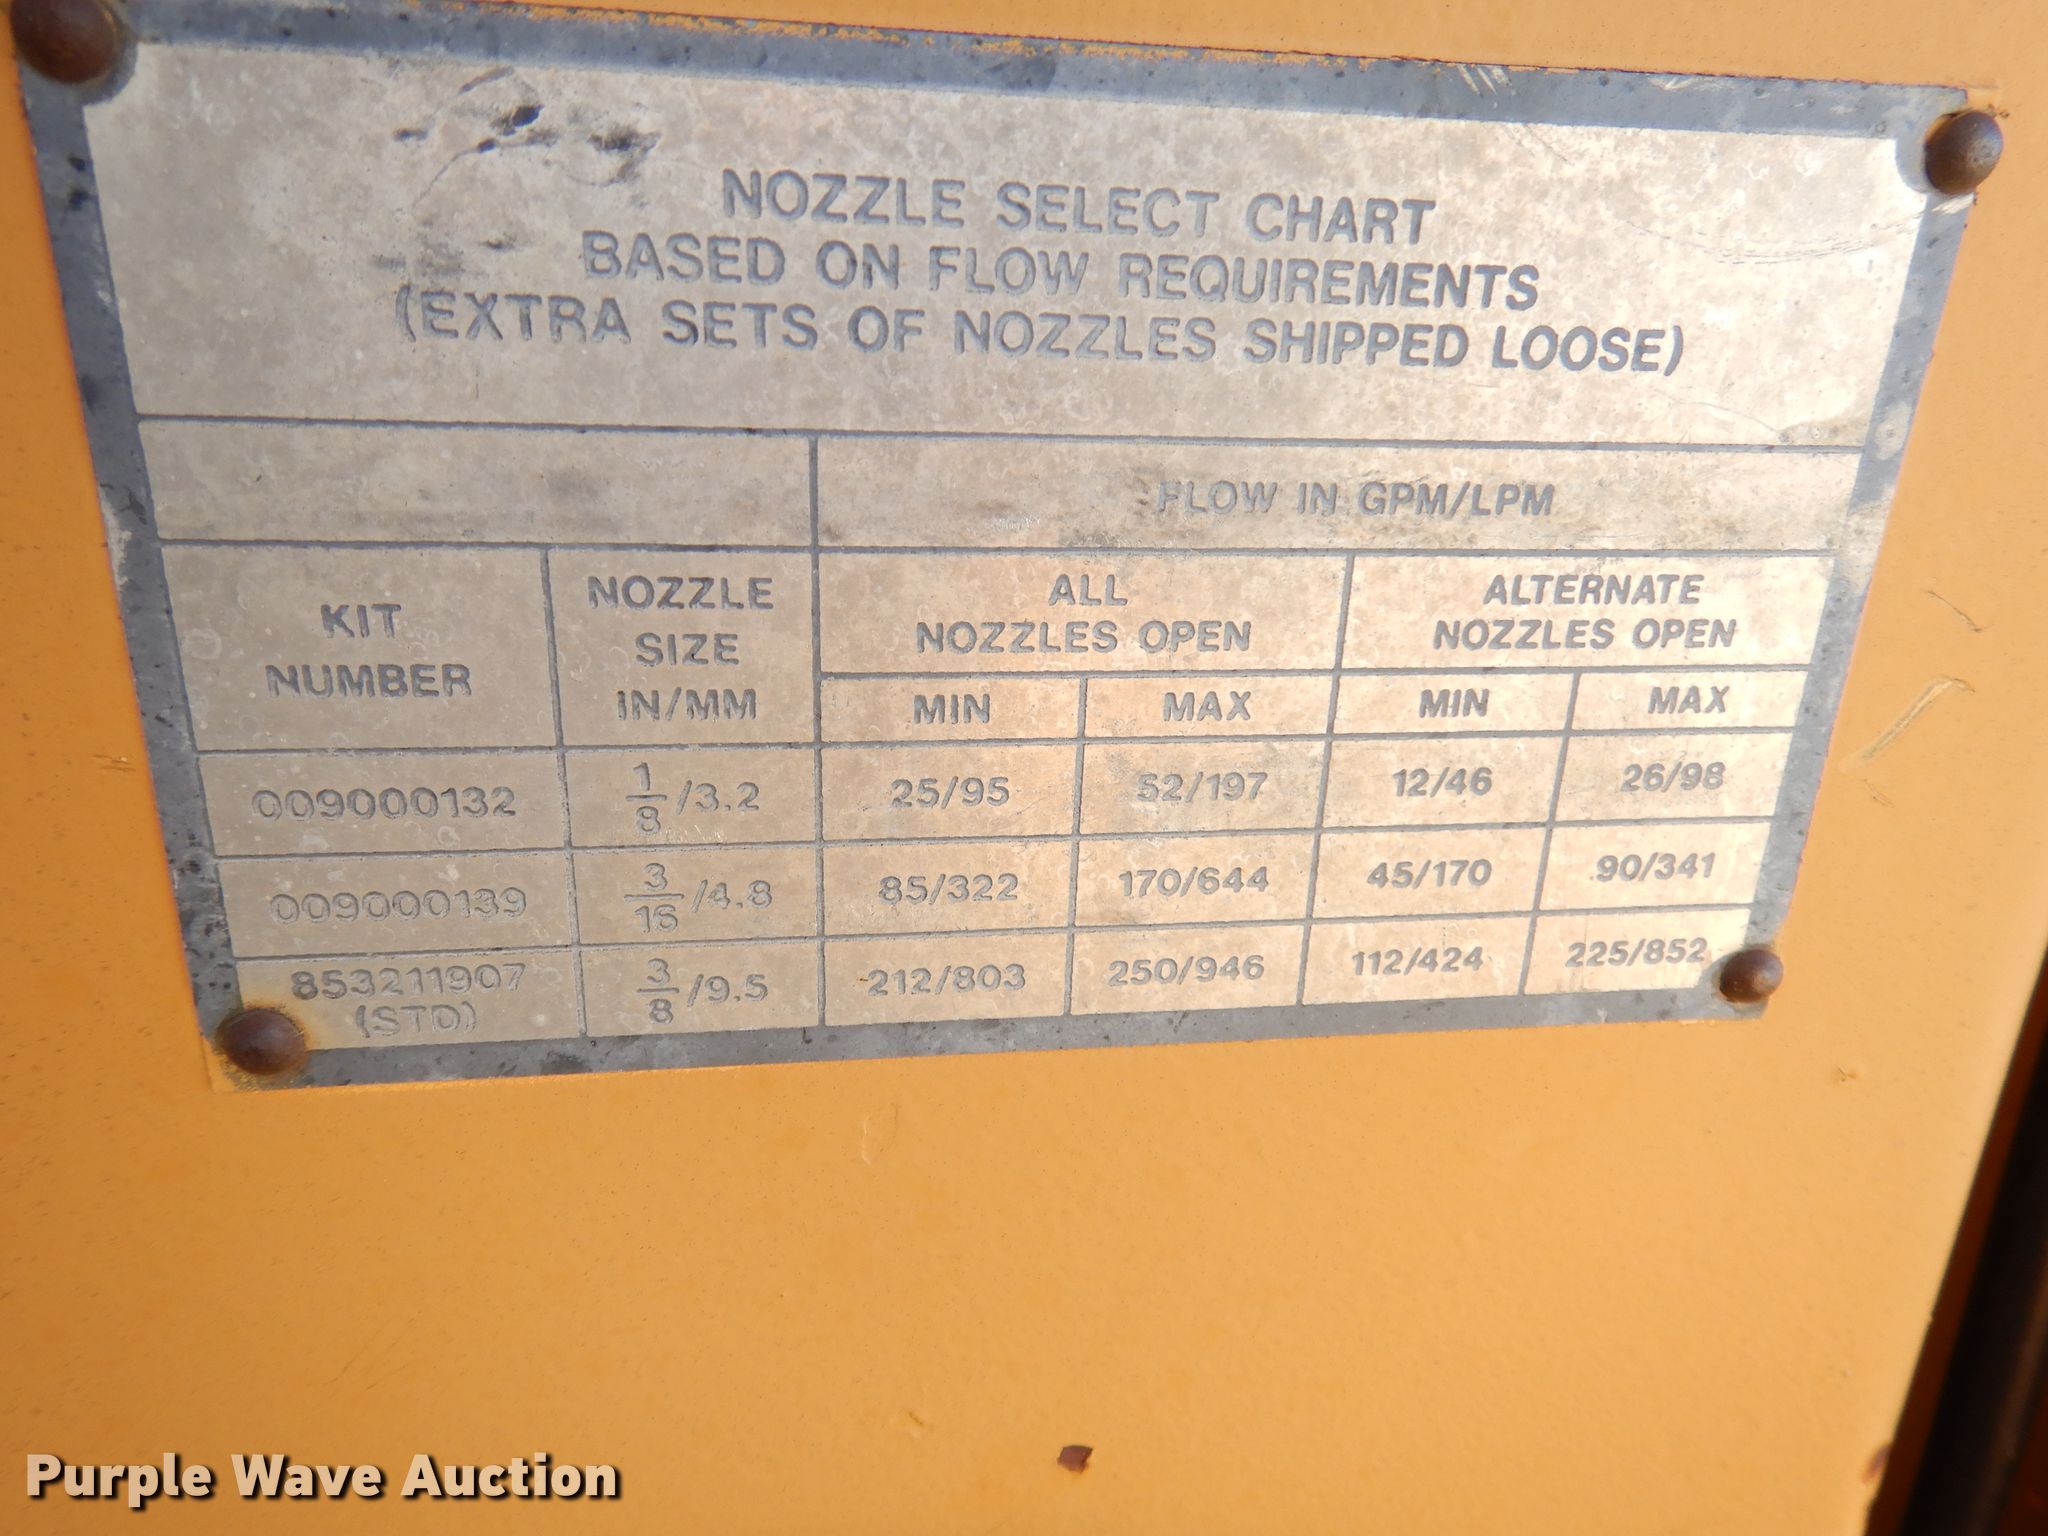 NOZZLE SELECT CHART
BASED ON FLOW REQUIREMENTS
(EXTRA SETS OF NOZZLES SHIPPED LOOSE)
FLOW IN GPM/LPM
KIT NUMBER NOZZLE SIZE IN/MM ALL NOZZLES OPEN ALTERNATE NOZZLES OPEN
MIN MAX MIN MAX
009000132 1/8 /3.2 25/95 52/197 12/46 26/98
009000139 3/16 /4.8 85/322 170/644 45/170 90/341
853211907 (STD) 3/8 /9.5 212/803 250/946 112/424 225/852
Purple Wave Auction